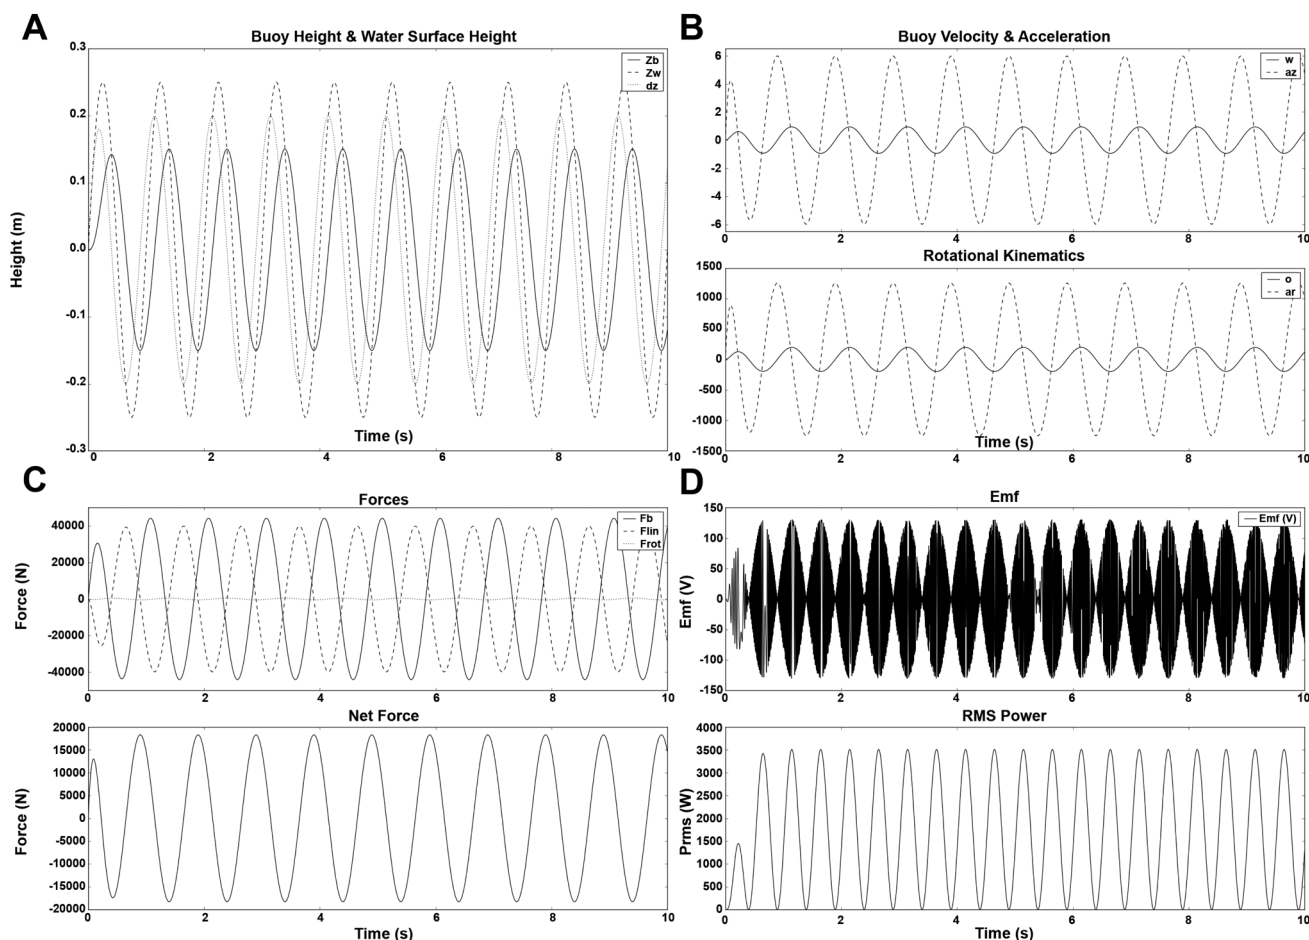 A
Buoy Height & Water Surface Height
0.3
0.2
0.1
0.0
-0.1
-0.2
-0.3
Height (m)
Zb
Zw
dz
0 2 4 6 8 10
Time (s)
B
Buoy Velocity & Acceleration
6
4
2
0
-2
-4
-6
w
az
0 2 4 6 8 10
Rotational Kinematics
1500
1000
500
0
-500
-1000
-1500
o
ar
Time (s)
0 2 4 6 8 10
C
Forces
40000
20000
0
-20000
-40000
Force (N)
Fb
Flin
Frot
0 2 4 6 8 10
Net Force
20000
15000
10000
5000
0
-5000
-10000
-15000
-20000
Force (N)
0 2 4 6 8 10
Time (s)
D
Emf
150
100
50
0
-50
-100
-150
Emf (V)
Emf (V)
0 2 4 6 8 10
RMS Power
4000
3500
3000
2500
2000
1500
1000
500
0
Prms (W)
0 2 4 6 8 10
Time (s)